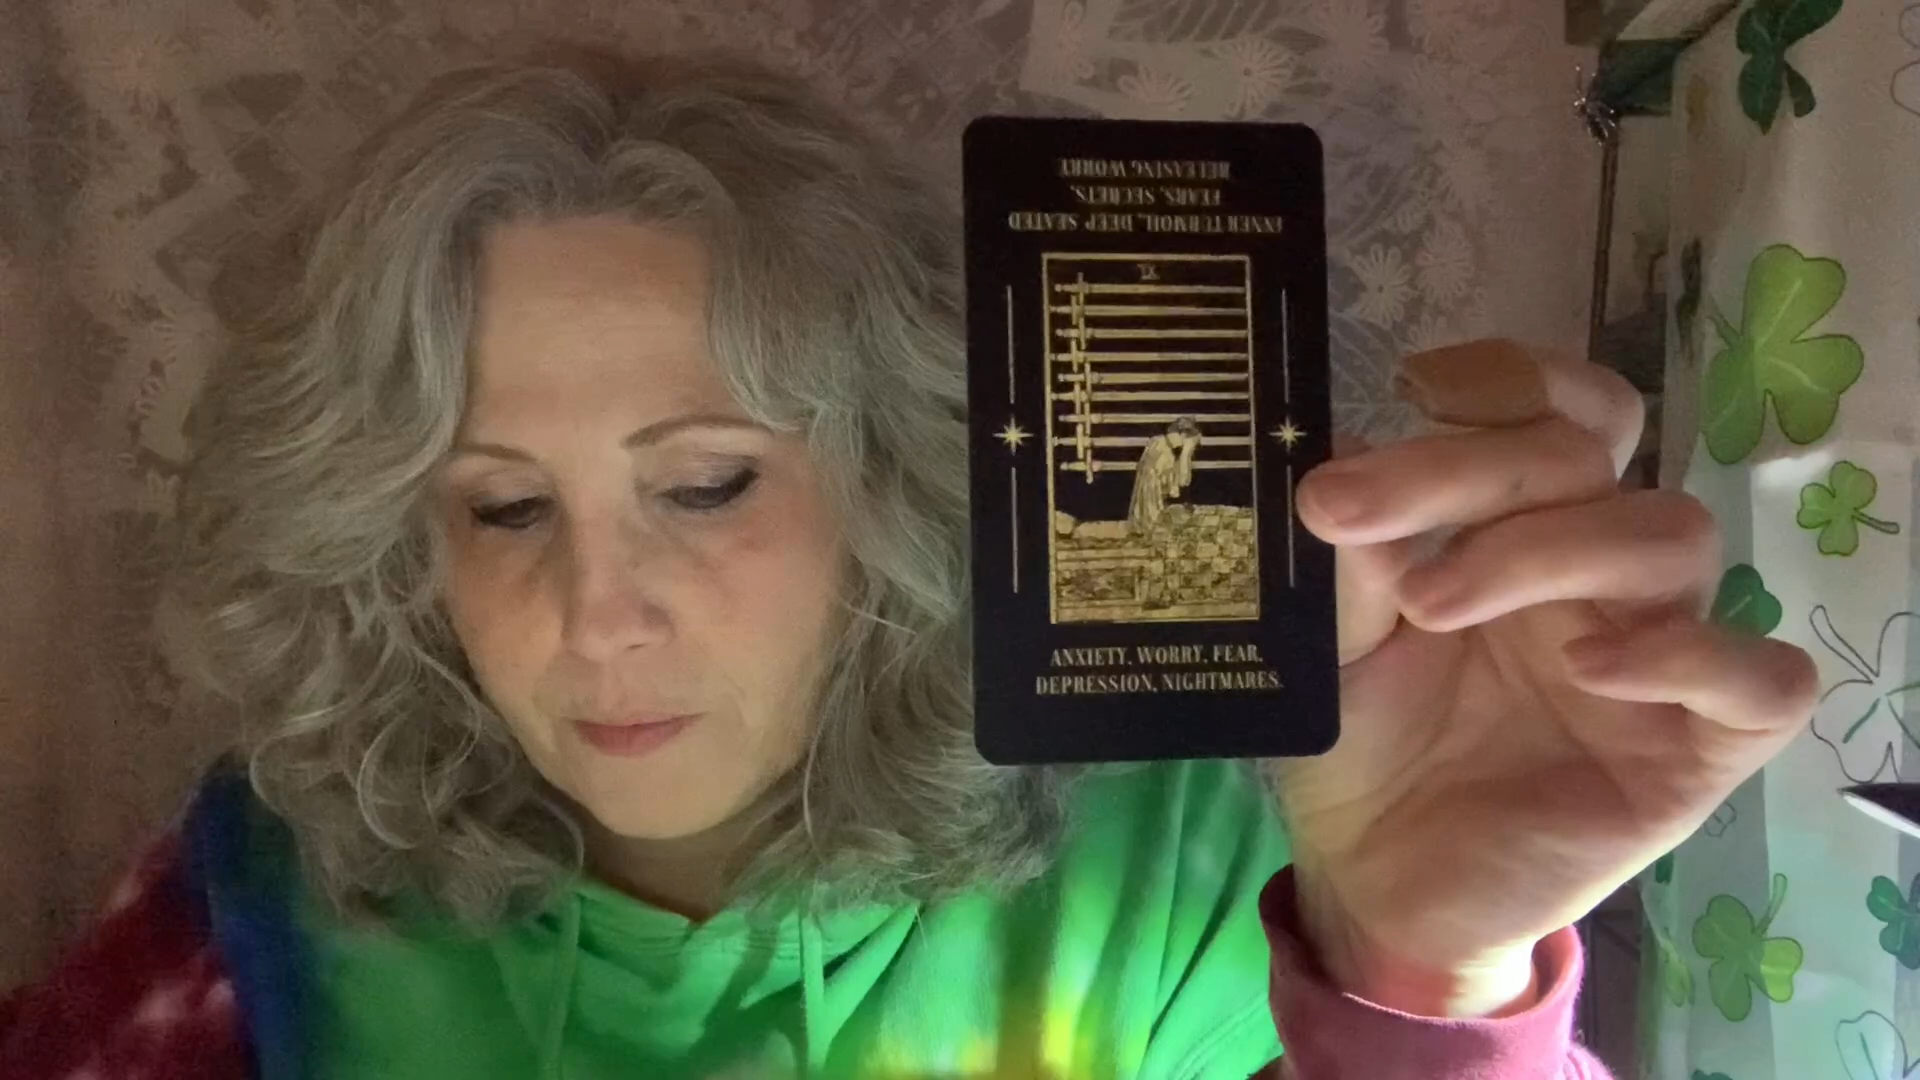 INNER TURMOIL, DEEP SEATED
FEARS, SECRETS,
RELEASING WORRY
IX
ANXIETY, WORRY, FEAR,
DEPRESSION, NIGHTMARES.